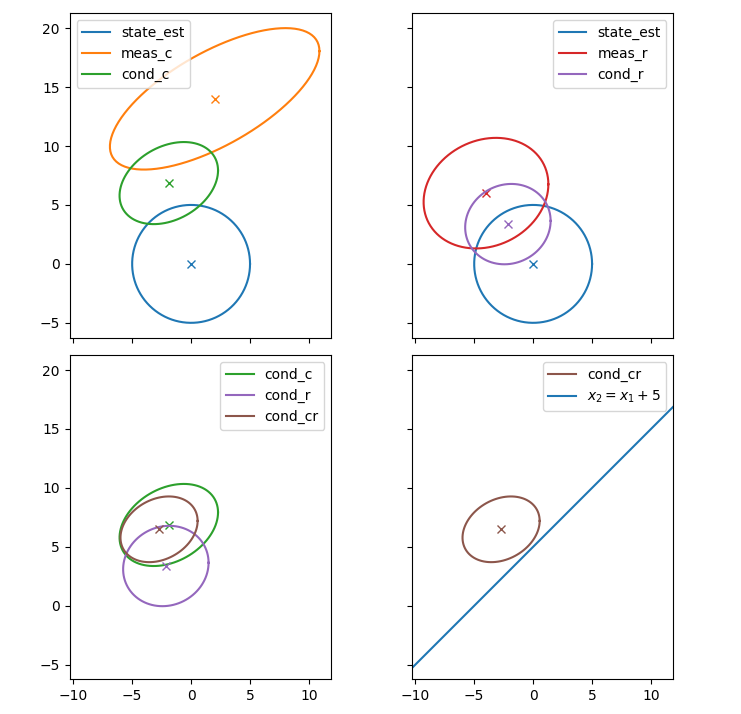 state_est
meas_c
cond_c
20
15
10
5
0
−5
state_est
meas_r
cond_r
cond_c
cond_r
cond_cr
20
15
10
5
0
−5
−10 −5 0 5 10
cond_cr
x₂ = x₁ + 5
−10 −5 0 5 10